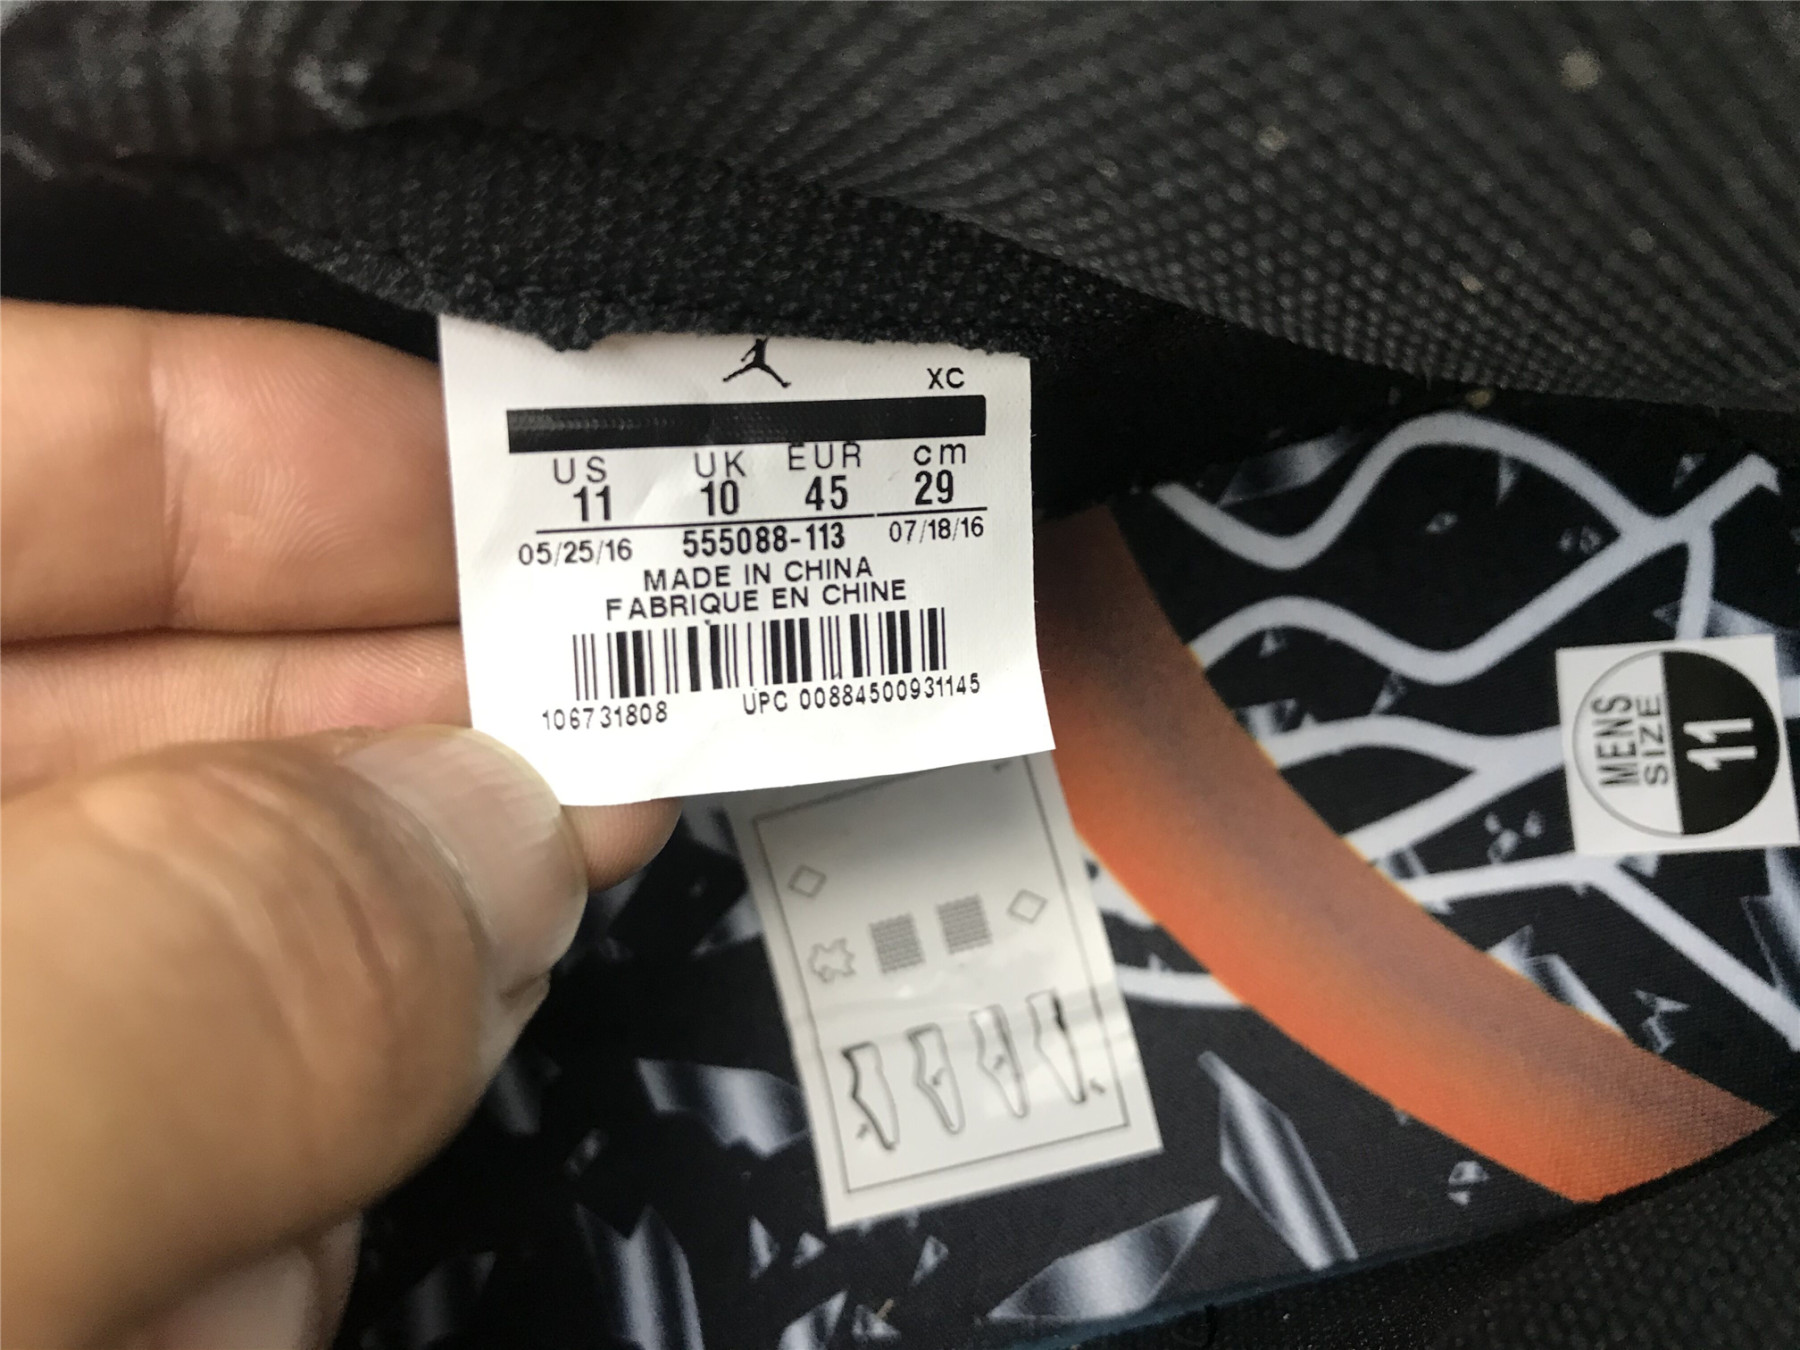 XC
US UK EUR cm
11 10 45 29
05/25/16 555088-113 07/18/16
MADE IN CHINA
FABRIQUE EN CHINE
106731808 UPC 00884500931145
MENS
SIZE
11